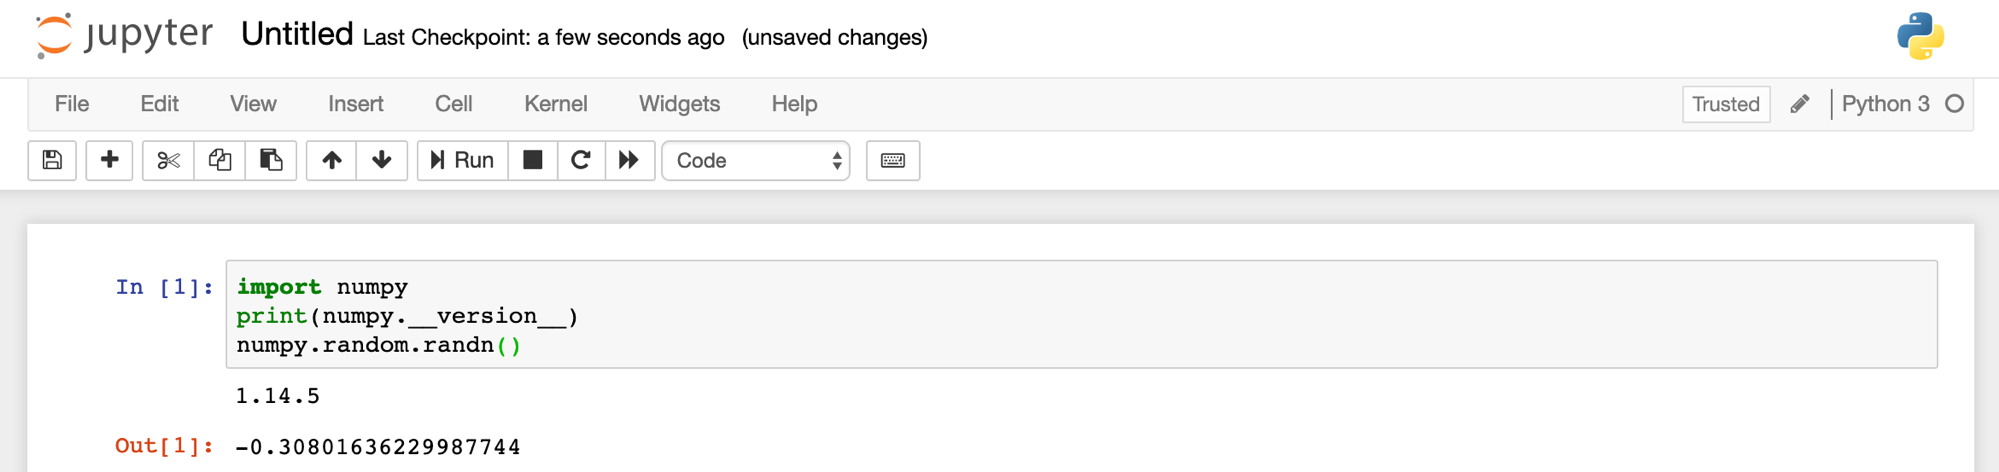 jupyter Untitled Last Checkpoint: a few seconds ago (unsaved changes)
File Edit View Insert Cell Kernel Widgets Help Trusted Python 3
Run Code
In [1]: import numpy
print(numpy.__version__)
numpy.random.randn()
1.14.5
Out[1]: -0.30801636229987744